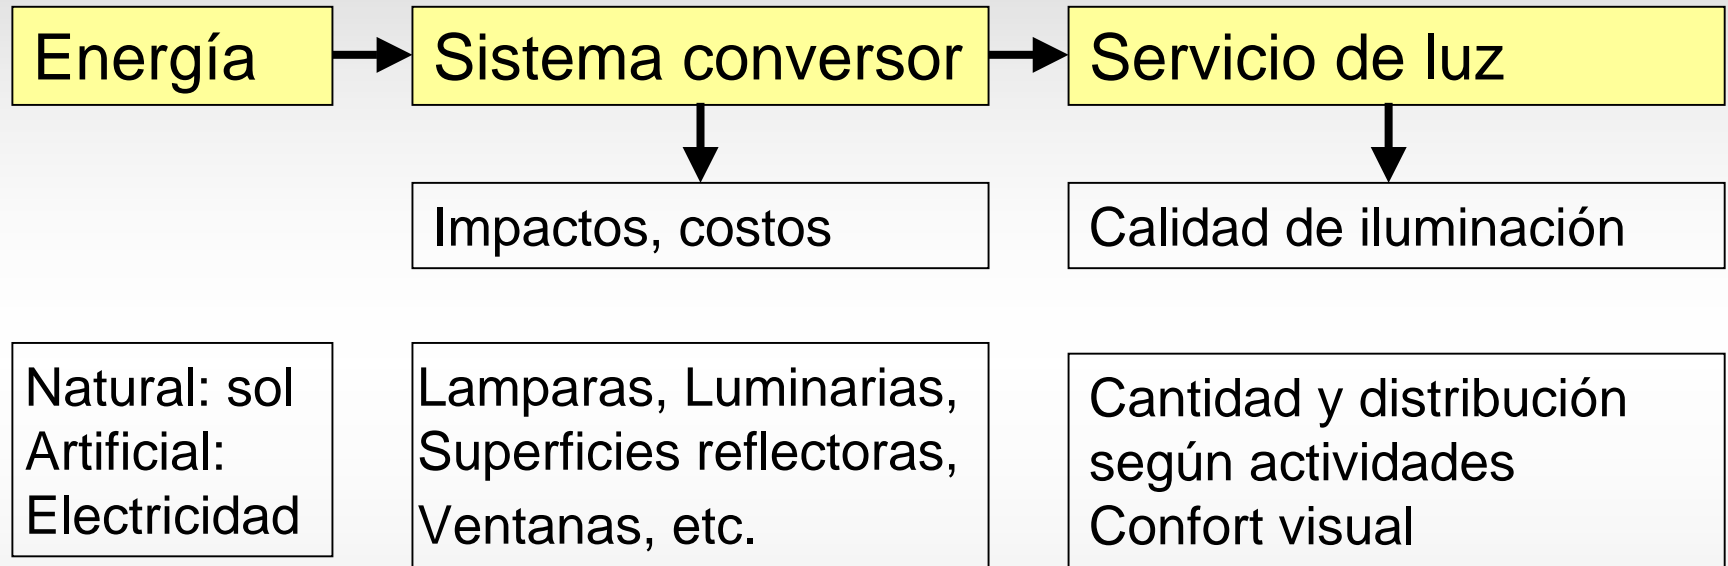 Energía
Sistema conversor
Servicio de luz
Impactos, costos
Calidad de iluminación
Natural: sol
Artificial:
Electricidad
Lamparas, Luminarias,
Superficies reflectoras,
Ventanas, etc.
Cantidad y distribución
según actividades
Confort visual